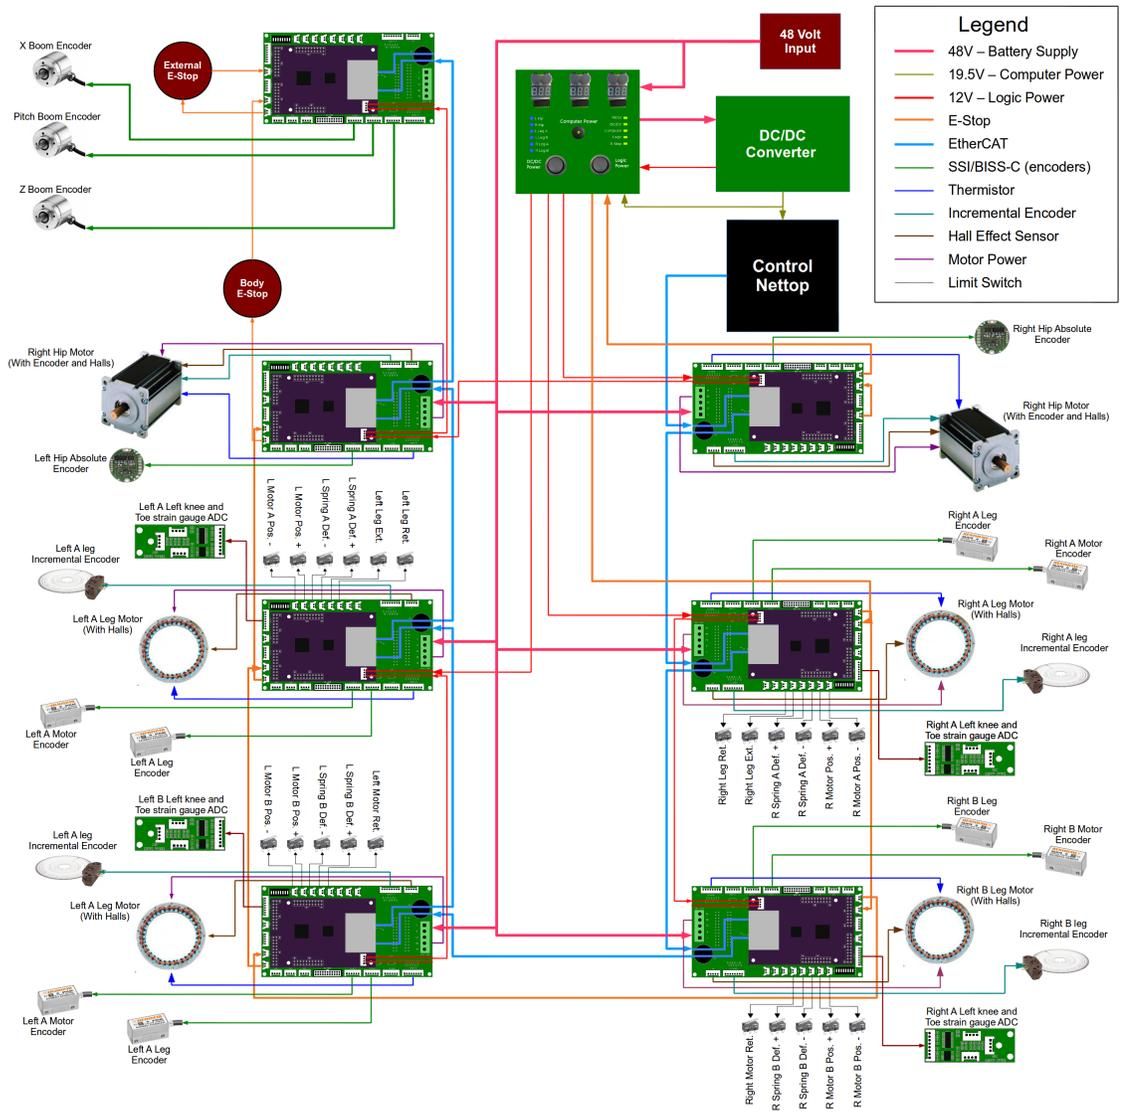 X Boom Encoder
Pitch Boom Encoder
Z Boom Encoder
External
E-Stop
Body
E-Stop
48 Volt
Input
Computer Power
DC/DC
Power
Logic
Power
DC/DC
Converter
Control
Nettop
Legend
48V – Battery Supply
19.5V – Computer Power
12V – Logic Power
E-Stop
EtherCAT
SSI/BISS-C (encoders)
Thermistor
Incremental Encoder
Hall Effect Sensor
Motor Power
Limit Switch
Right Hip Motor
(With Encoder and Halls)
Left Hip Absolute
Encoder
Right Hip Absolute
Encoder
Right Hip Motor
(With Encoder and Halls)
L Motor A Pos. -
L Motor Pos. +
L Spring A Def. -
L Spring A Def. +
Left Leg Ext.
Left Leg Ret.
Left A Left knee and
Toe strain gauge ADC
Left A leg
Incremental Encoder
Left A Leg Motor
(With Halls)
Left A Motor
Encoder
Left A Leg
Encoder
Right A Leg
Encoder
Right A Motor
Encoder
Right A Leg Motor
(With Halls)
Right A leg
Incremental Encoder
Right A Left knee and
Toe strain gauge ADC
Right Leg Ret.
Right Leg Ext.
R Spring A Def. +
R Spring A Def. -
R Motor Pos. +
R Motor A Pos. -
L Motor B Pos. -
L Motor B Pos. +
L Spring B Def. -
L Spring B Def. +
Left Motor Ret.
Left B Left knee and
Toe strain gauge ADC
Left A leg
Incremental Encoder
Left A Leg Motor
(With Halls)
Left A Motor
Encoder
Left A Leg
Encoder
Right B Leg
Encoder
Right B Motor
Encoder
Right B Leg Motor
(With Halls)
Right B leg
Incremental Encoder
Right A Left knee and
Toe strain gauge ADC
Right Motor Ret.
R Spring B Def. +
R Spring B Def. -
R Motor B Pos. +
R Motor B Pos. -